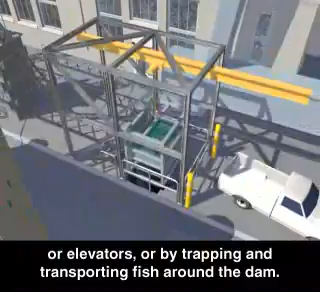 or elevators, or by trapping and
transporting fish around the dam.